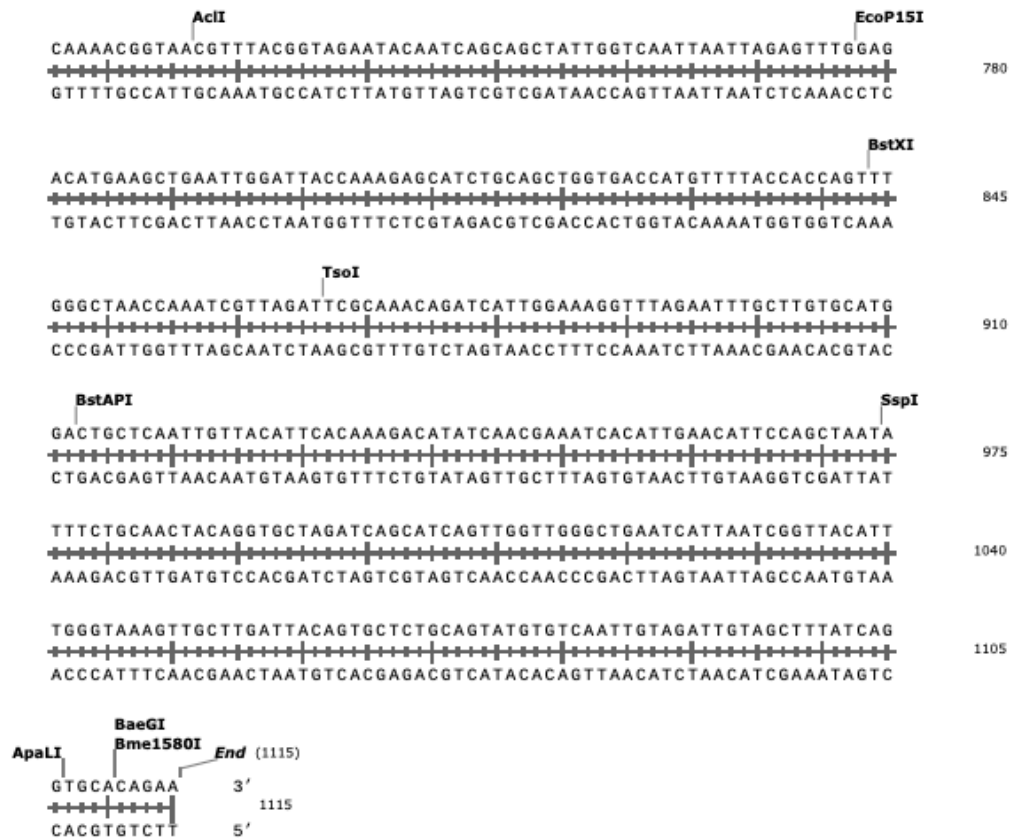 AclI EcoP15I
CAAAACGGTAACGTTTACGGTAGAATACAATCAGCAGCTATTGGTCAATTAATTAGAGTTTGGAG
780
GTTTTGCCATTGCAAATGCCATCTTATGTTAGTCGTCGATAACCAGTTAATTAATCTCAAACCTC
BstXI
ACATGAAGCTGAATTGGATTACCAAAGAGCATCTGCAGCTGGTGACCATGTTTTACCACCAGTTT
845
TGTACTTCGACTTAACCTAATGGTTTCTCGTAGACGTCGACCACTGGTACAAAATGGTGGTCAAA
TsoI
GGGCTAACCAAATCGTTAGATTCGCAAACAGATCATTGGAAAGGTTTAGAATTTGCTTGTGCATG
910
CCCGATTGGTTTAGCAATCTAAGCGTTTGTCTAGTAACCTTTCCAAATCTTAAACGAACACGTAC
BstAPI SspI
GACTGCTCAATTGTTACATTCACAAAGACATATCAACGAAATCACATTGAACATTCCAGCTAATA
975
CTGACGAGTTAACAATGTAAGTGTTTCTGTATAGTTGCTTTAGTGTAACTTGTAAGGTCGATTAT
TTTCTGCAACTACAGGTGCTAGATCAGCATCAGTTGGTTGGGCTGAATCATTAATCGGTTACATT
1040
AAAGACGTTGATGTCCACGATCTAGTCGTAGTCAACCAACCCGACTTAGTAATTAGCCAATGTAA
TGGGTAAAGTTGCTTGATTACAGTGCTCTGCAGTATGTGTCAATTGTAGATTGTAGCTTTATCAG
1105
ACCCATTTCAACGAACTAATGTCACGAGACGTCATACACAGTTAACATCTAACATCGAAATAGTC
BaeGI
ApaLI Bme1580I End (1115)
GTGCACAGAA 3′
1115
CACGTGTCTT 5′